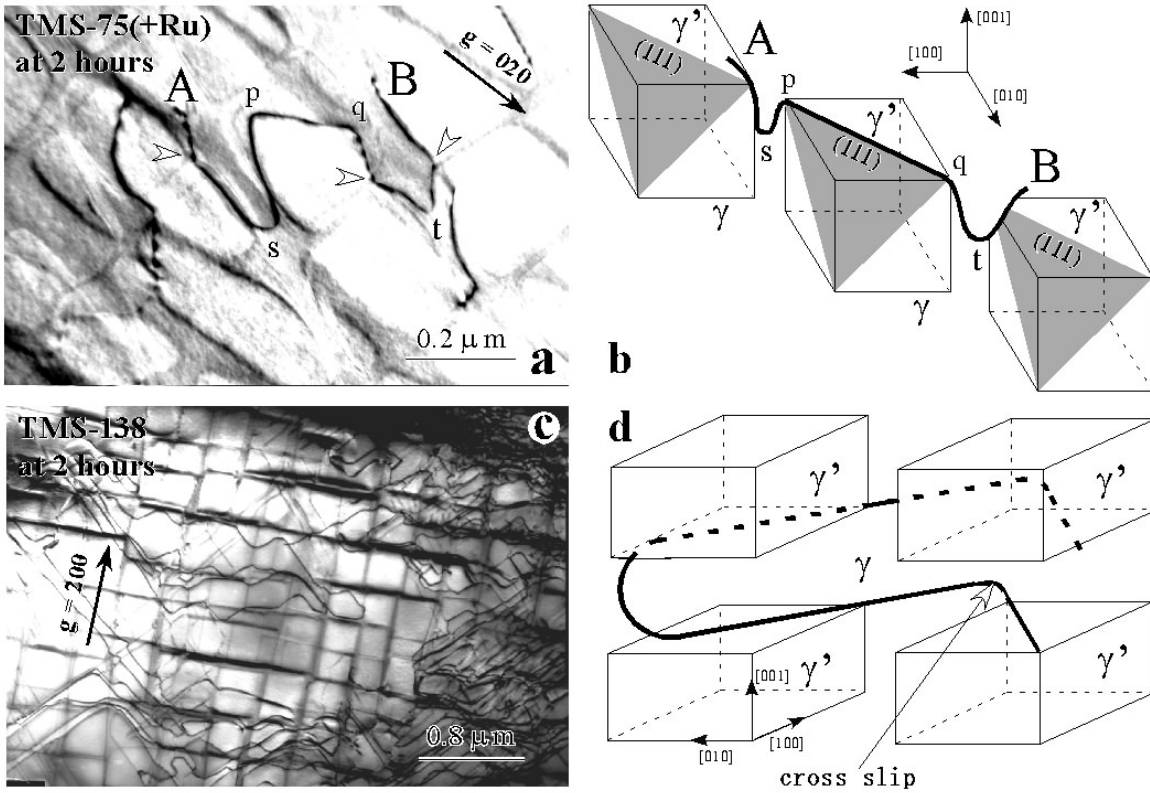 TMS-75(+Ru)
at 2 hours
A
p
q
B
g = 020
s
t
0.2 μm
a
A
γ’
(111)
s
γ
p
γ’
(111)
q
γ
B
t
γ’
(111)
[001]
[100]
[010]
b
TMS-138
at 2 hours
c
g = 200
0.8 μm
d
γ’
γ’
γ
γ’
γ’
[001]
[010]
[100]
cross slip